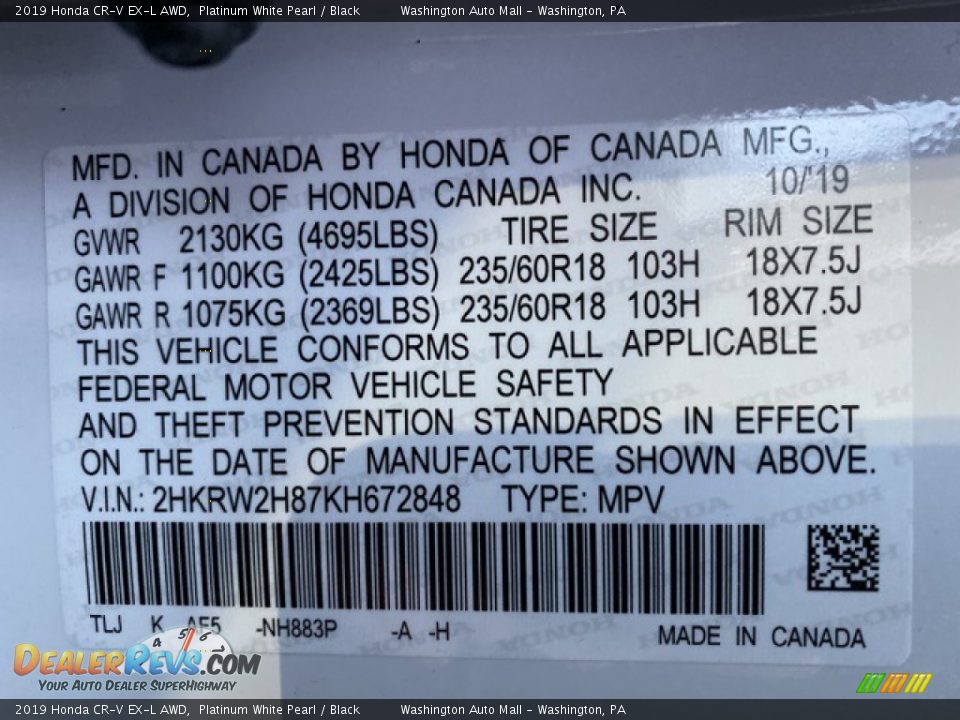 2019 Honda CR-V EX-L AWD, Platinum White Pearl / Black Washington Auto Mall - Washington, PA
MFD. IN CANADA BY HONDA OF CANADA MFG.,
A DIVISION OF HONDA CANADA INC. 10/'19
GVWR 2130KG (4695LBS) TIRE SIZE RIM SIZE
GAWR F 1100KG (2425LBS) 235/60R18 103H 18X7.5J
GAWR R 1075KG (2369LBS) 235/60R18 103H 18X7.5J
THIS VEHICLE CONFORMS TO ALL APPLICABLE
FEDERAL MOTOR VEHICLE SAFETY
AND THEFT PREVENTION STANDARDS IN EFFECT
ON THE DATE OF MANUFACTURE SHOWN ABOVE.
V.I.N.: 2HKRW2H87KH672848 TYPE: MPV
TLJ K AE5 -NH883P -A -H
MADE IN CANADA
4 5 6
DealerRevs.com
Your Auto Dealer SuperHighway
2019 Honda CR-V EX-L AWD, Platinum White Pearl / Black Washington Auto Mall - Washington, PA